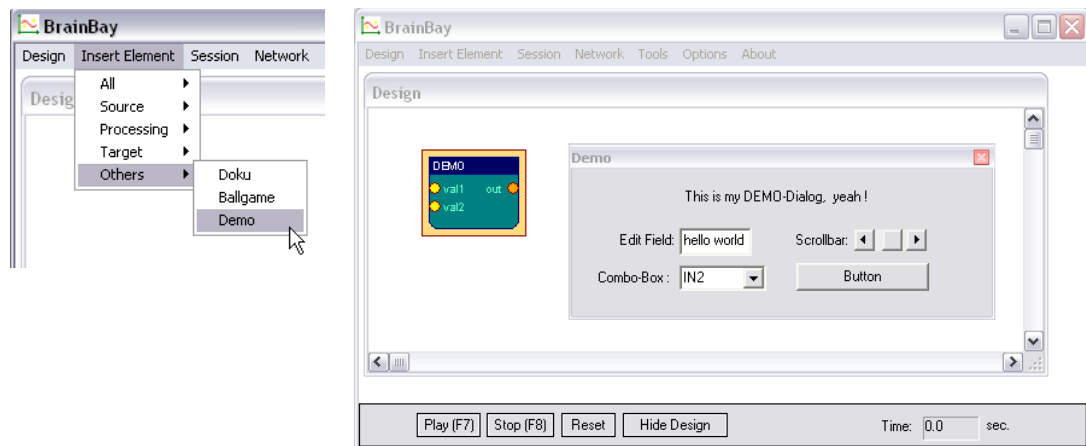 BrainBay
Design Insert Element Session Network
Desig
All
Source
Processing
Target
Others
Doku
Ballgame
Demo
BrainBay
Design Insert Element Session Network Tools Options About
Design
DEMO
val1 out
val2
Demo
This is my DEMO-Dialog, yeah !
Edit Field: hello world Scrollbar:
Combo-Box : IN2 Button
Play (F7) Stop (F8) Reset Hide Design Time: 0.0 sec.